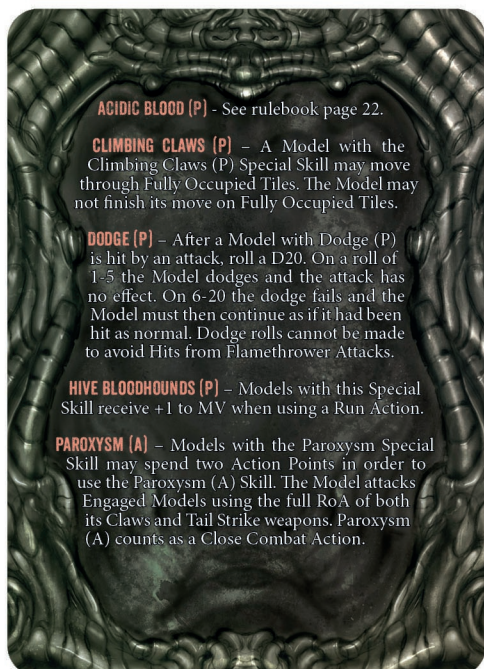 ACIDIC BLOOD (P) - See rulebook page 22.
CLIMBING CLAWS (P) – A Model with the
Climbing Claws (P) Special Skill may move
through Fully Occupied Tiles. The Model may
not finish its move on Fully Occupied Tiles.
DODGE (P) – After a Model with Dodge (P)
is hit by an attack, roll a D20. On a roll of
1-5 the Model dodges and the attack has
no effect. On 6-20 the dodge fails and the
Model must then continue as if it had been
hit as normal. Dodge rolls cannot be made
to avoid Hits from Flamethrower Attacks.
HIVE BLOODHOUNDS (P) – Models with this Special
Skill receive +1 to MV when using a Run Action.
PAROXYSM (A) – Models with the Paroxysm Special
Skill may spend two Action Points in order to
use the Paroxysm (A) Skill. The Model attacks
Engaged Models using the full RoA of both
its Claws and Tail Strike weapons. Paroxysm
(A) counts as a Close Combat Action.